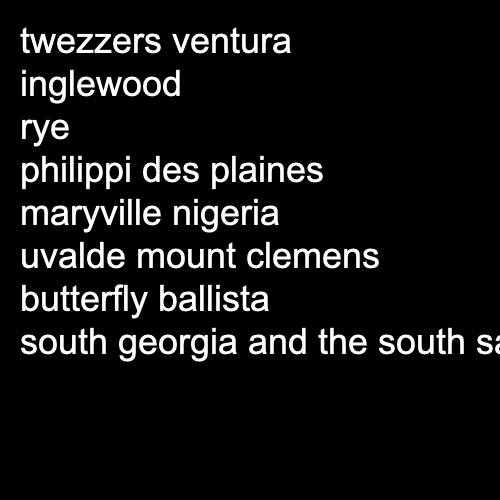 twezzers ventura
inglewood
rye
philippi des plaines
maryville nigeria
uvalde mount clemens
butterfly ballista
south georgia and the south